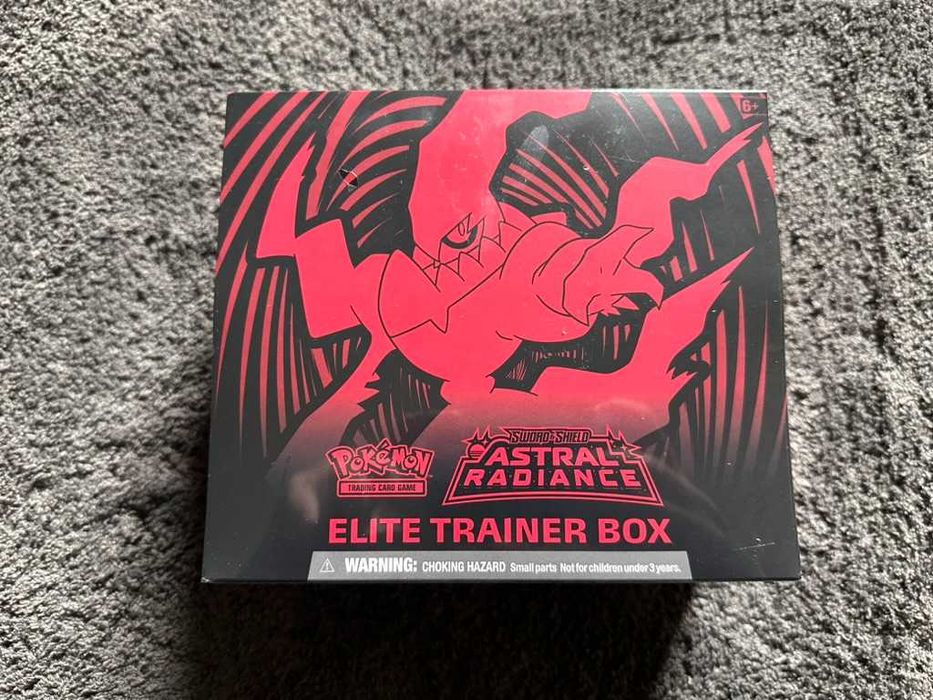 6+
Pokémon
TRADING CARD GAME
SWORD & SHIELD
ASTRAL
RADIANCE
ELITE TRAINER BOX
WARNING: CHOKING HAZARD Small parts Not for children under 3 years.